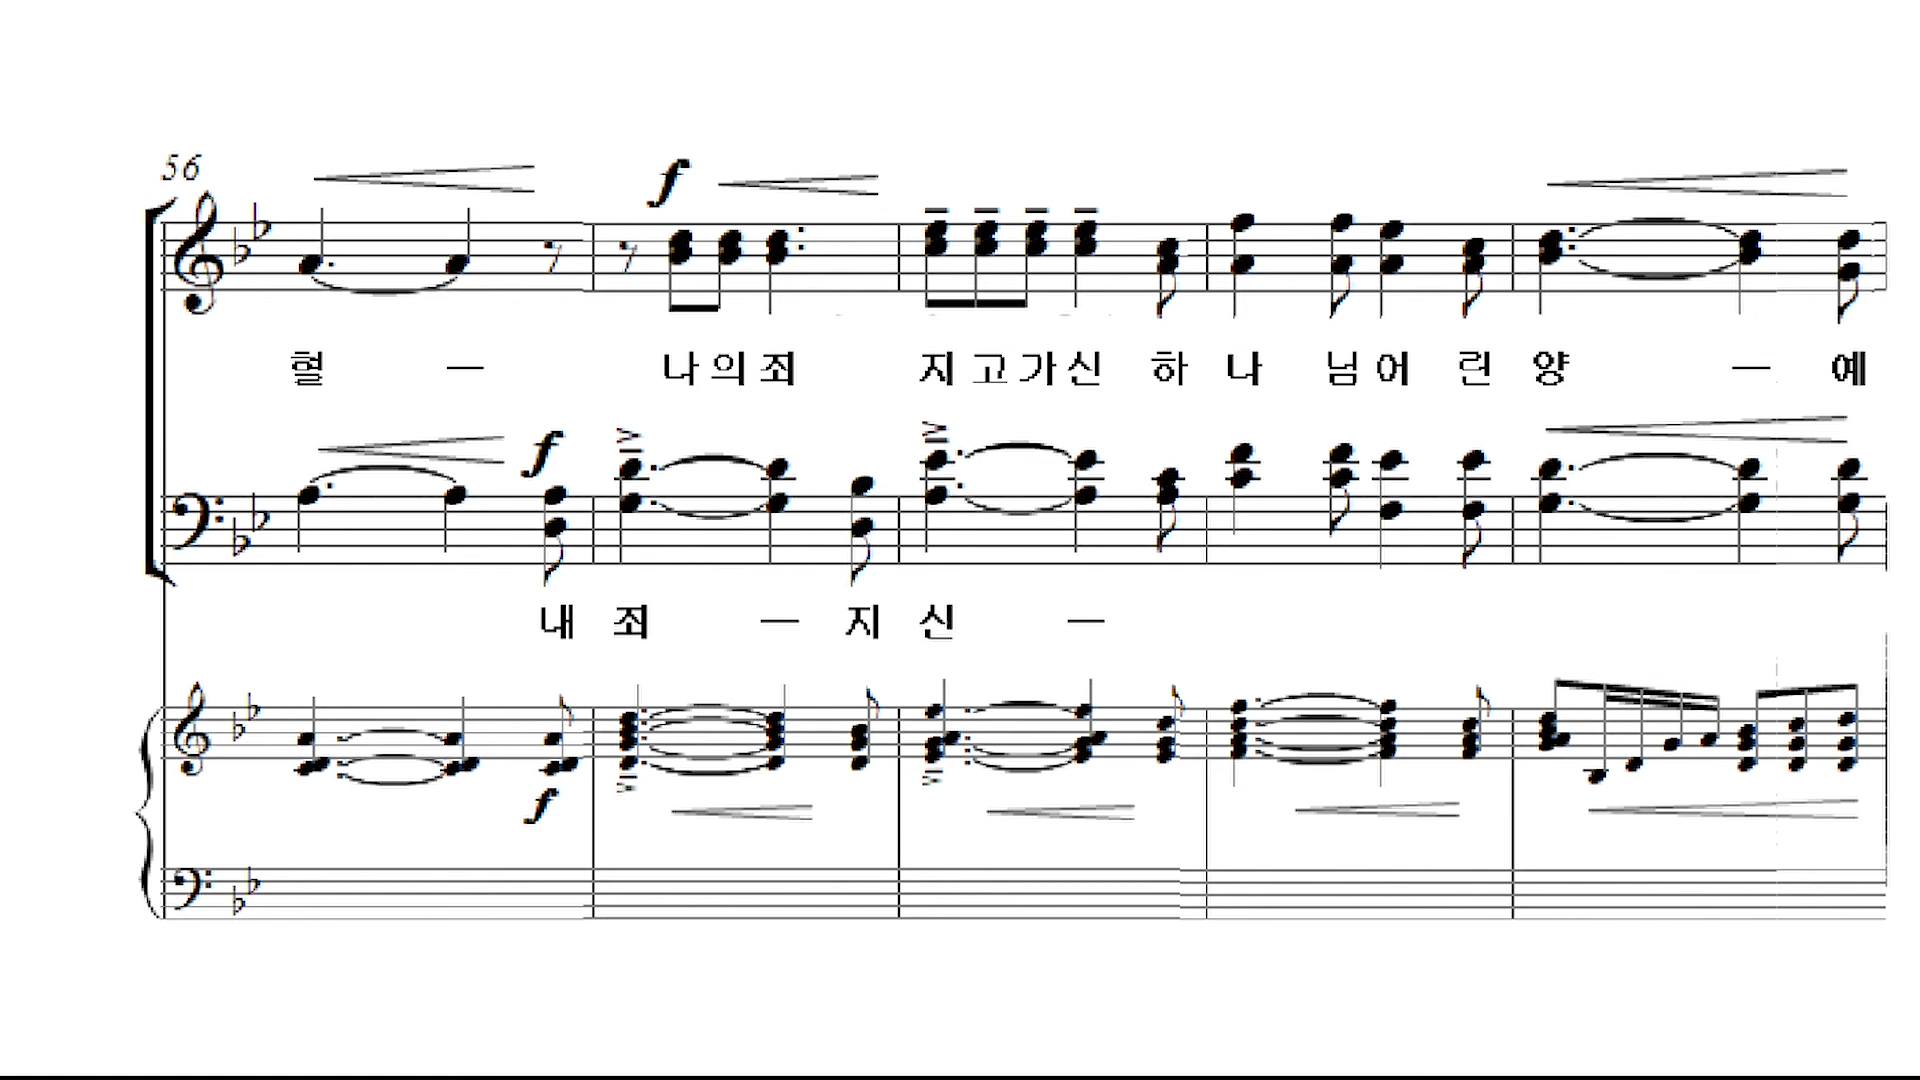 56
f
혈 — 나의죄 지고가신 하나 님어 린양 — 예
f
내 죄 — 지신 —
f